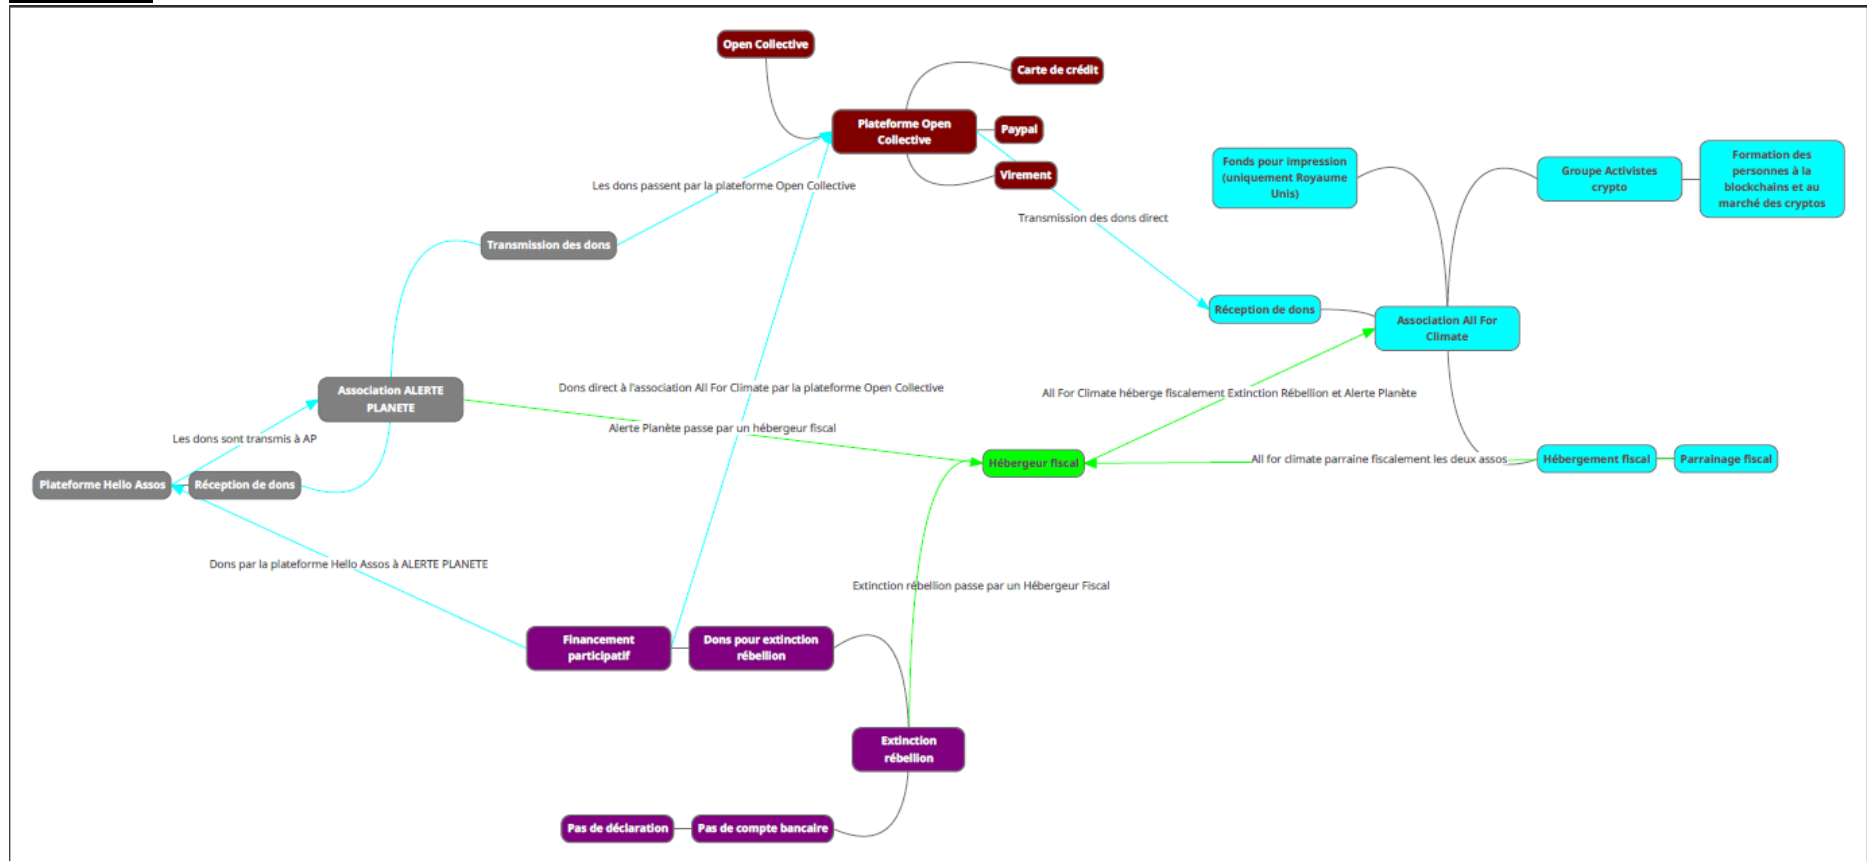 Open Collective
Carte de crédit
Plateforme Open
Collective
Paypal
Virement
Les dons passent par la plateforme Open Collective
Transmission des dons direct
Transmission des dons
Fonds pour impression
(uniquement Royaume
Unis)
Groupe Activistes
crypto
Formation des
personnes à la
blockchains et au
marché des cryptos
Réception de dons
Association All For
Climate
Association ALERTE
PLANETE
Dons direct à l'association All For Climate par la plateforme Open Collective
All For Climate héberge fiscalement Extinction Rébellion et Alerte Planète
Les dons sont transmis à AP
Alerte Planète passe par un hébergeur fiscal
Hébergeur fiscal
All for climate parraine fiscalement les deux assos
Hébergement fiscal
Parrainage fiscal
Plateforme Hello Assos
Réception de dons
Dons par la plateforme Hello Assos à ALERTE PLANETE
Extinction rébellion passe par un Hébergeur Fiscal
Financement
participatif
Dons pour extinction
rébellion
Extinction
rébellion
Pas de déclaration
Pas de compte bancaire